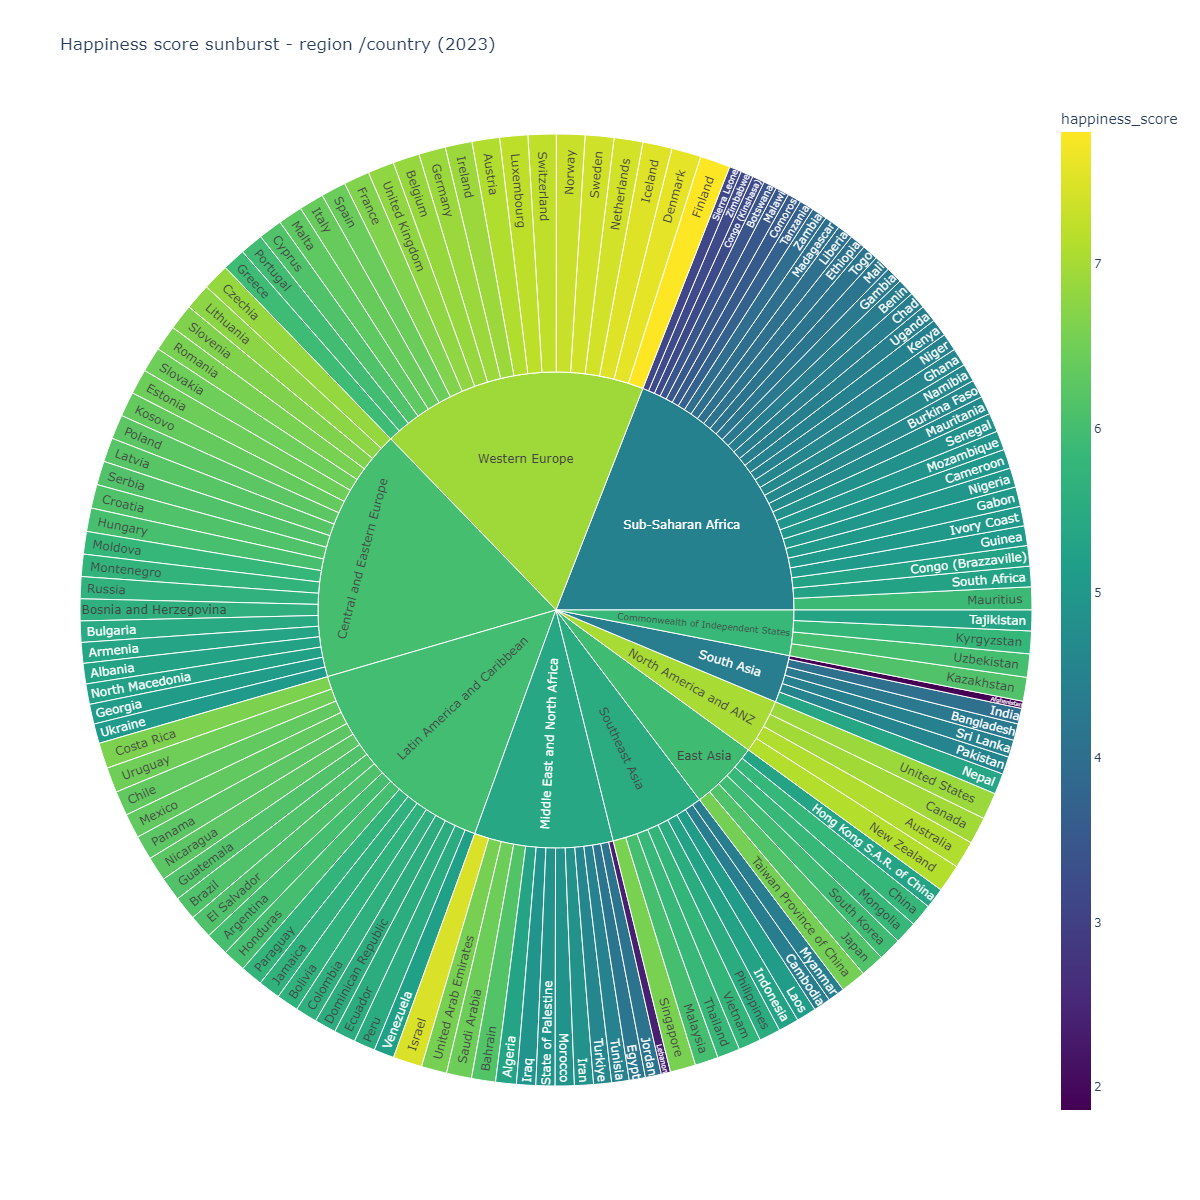 Happiness score sunburst - region /country (2023)
happiness_score
7
6
5
4
3
2
Western Europe
Finland
Denmark
Iceland
Netherlands
Sweden
Norway
Switzerland
Luxembourg
Austria
Ireland
Germany
Belgium
United Kingdom
France
Spain
Italy
Malta
Cyprus
Portugal
Greece
Central and Eastern Europe
Czechia
Lithuania
Slovenia
Romania
Slovakia
Estonia
Kosovo
Poland
Latvia
Serbia
Croatia
Hungary
Moldova
Montenegro
Russia
Bosnia and Herzegovina
Bulgaria
Armenia
Albania
North Macedonia
Georgia
Ukraine
Latin America and Caribbean
Costa Rica
Uruguay
Chile
Mexico
Panama
Nicaragua
Guatemala
Brazil
El Salvador
Argentina
Honduras
Paraguay
Jamaica
Bolivia
Colombia
Dominican Republic
Ecuador
Peru
Venezuela
Middle East and North Africa
Israel
United Arab Emirates
Saudi Arabia
Bahrain
Algeria
Iraq
State of Palestine
Morocco
Iran
Turkiye
Tunisia
Egypt
Jordan
Lebanon
Southeast Asia
Singapore
Malaysia
Thailand
Vietnam
Philippines
Indonesia
Laos
Cambodia
Myanmar
East Asia
Taiwan Province of China
Japan
South Korea
Mongolia
China
Hong Kong S.A.R. of China
North America and ANZ
New Zealand
Australia
Canada
United States
South Asia
Nepal
Pakistan
Sri Lanka
Bangladesh
India
Afghanistan
Commonwealth of Independent States
Kazakhstan
Uzbekistan
Kyrgyzstan
Tajikistan
Sub-Saharan Africa
Mauritius
South Africa
Congo (Brazzaville)
Guinea
Ivory Coast
Gabon
Nigeria
Cameroon
Mozambique
Senegal
Mauritania
Burkina Faso
Namibia
Ghana
Niger
Kenya
Uganda
Chad
Benin
Gambia
Mali
Togo
Ethiopia
Liberia
Madagascar
Zambia
Tanzania
Comoros
Malawi
Botswana
Congo (Kinshasa)
Zimbabwe
Sierra Leone